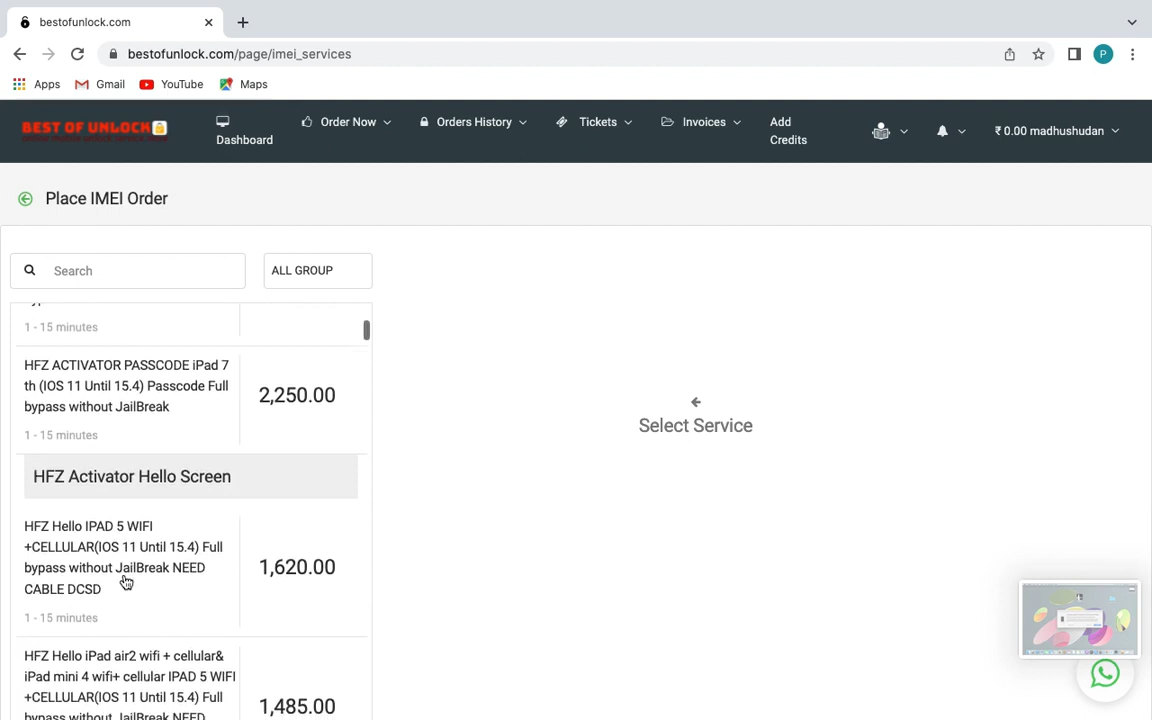 bestofunlock.com
bestofunlock.com/page/imei_services
P
Apps Gmail YouTube Maps
BEST OF UNLOCK
Dashboard
Order Now
Orders History
Tickets
Invoices
Add
Credits
₹ 0.00 madhushudan
Place IMEI Order
Search
ALL GROUP
1 - 15 minutes
HFZ ACTIVATOR PASSCODE iPad 7
th (IOS 11 Until 15.4) Passcode Full
bypass without JailBreak
2,250.00
1 - 15 minutes
HFZ Activator Hello Screen
HFZ Hello IPAD 5 WIFI
+CELLULAR(IOS 11 Until 15.4) Full
bypass without JailBreak NEED
CABLE DCSD
1,620.00
1 - 15 minutes
HFZ Hello iPad air2 wifi + cellular&
iPad mini 4 wifi+ cellular IPAD 5 WIFI
+CELLULAR(IOS 11 Until 15.4) Full
bypass without JailBreak NEED
1,485.00
Select Service